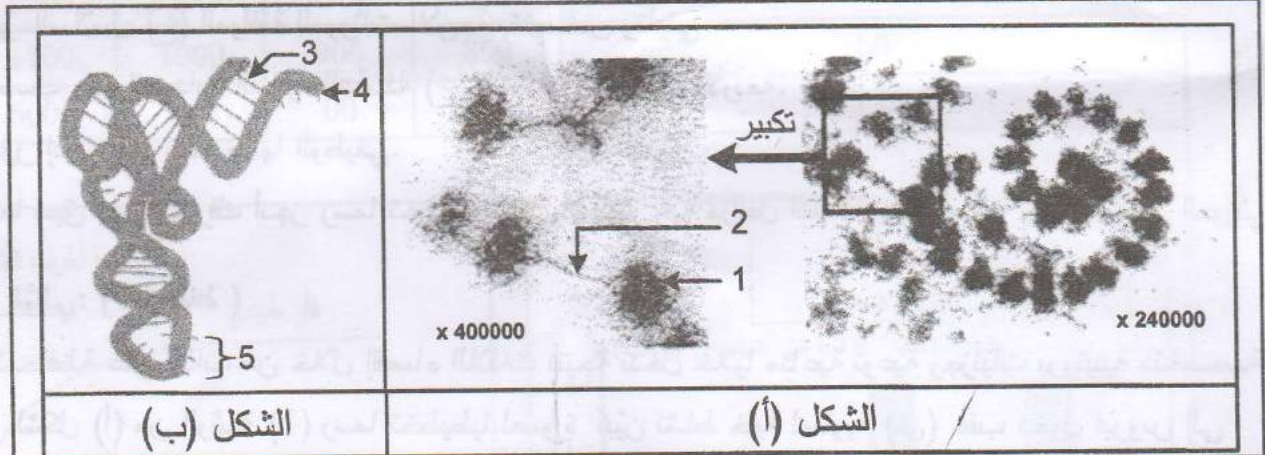 3
4
5
تكبير
2
1
x 400000
x 240000
الشكل (ب)
الشكل (أ)